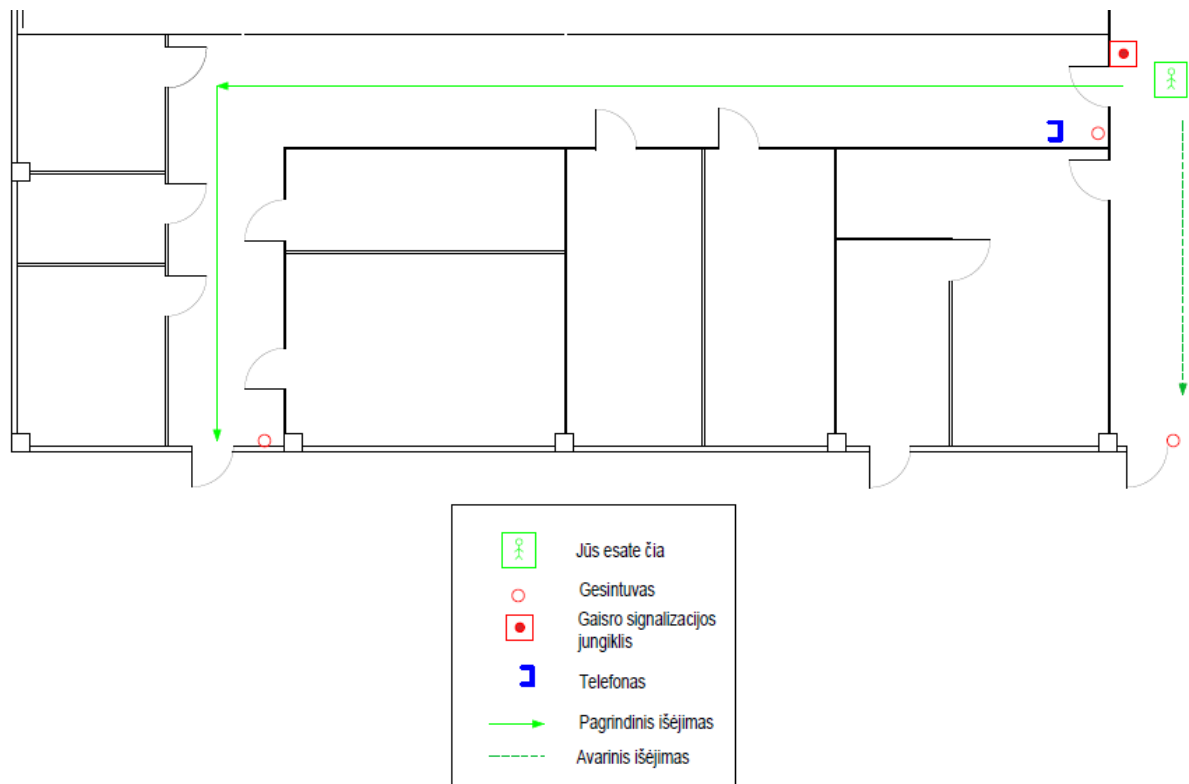 Jūs esate čia
Gesintuvas
Gaisro signalizacijos
jungiklis
Telefonas
Pagrindinis išėjimas
Avarinis išėjimas